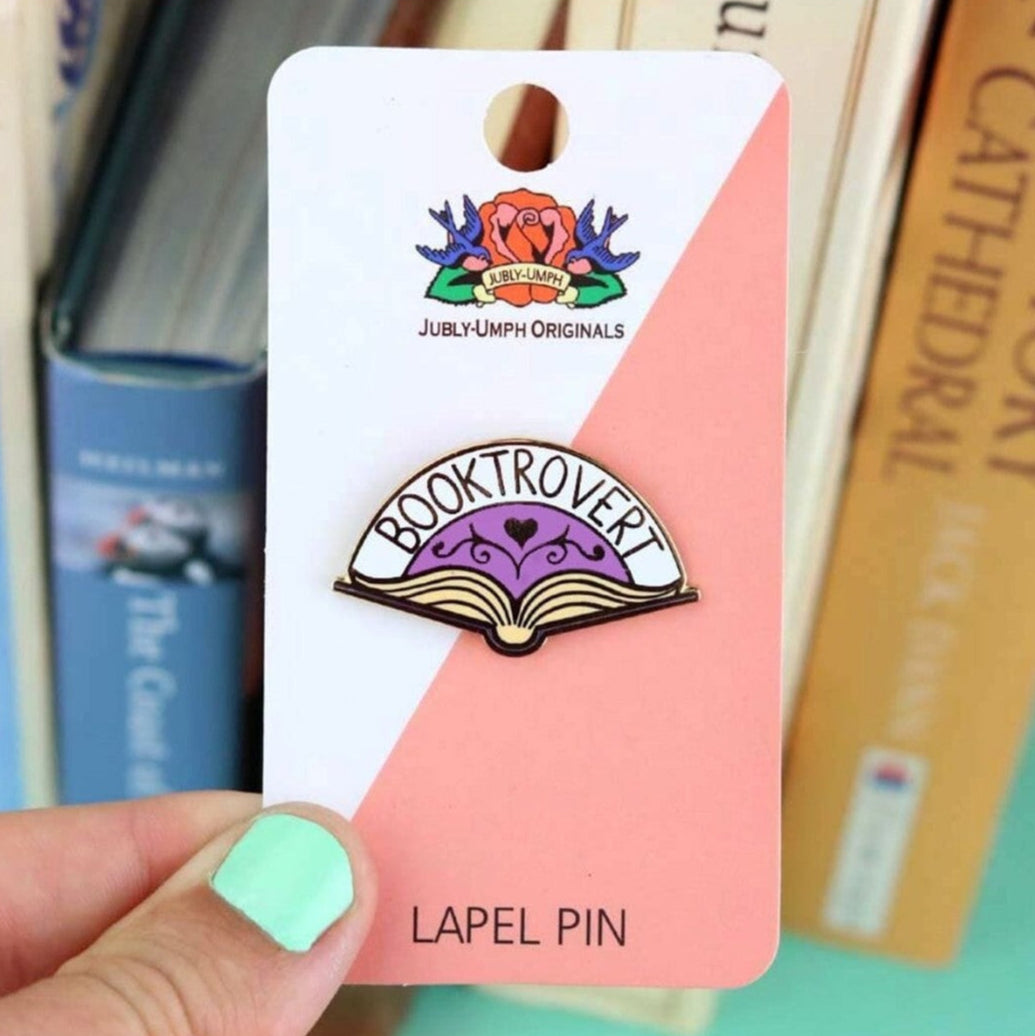 JUBLY-UMPH
JUBLY-UMPH ORIGINALS
BOOKTROVERT
LAPEL PIN
CATHEDRAL
The Coast of